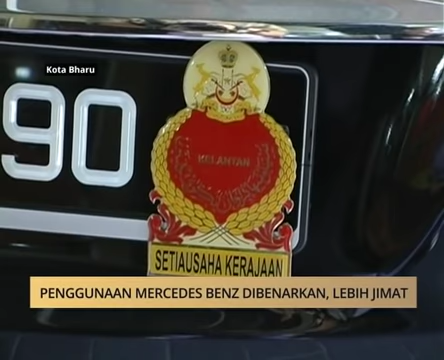 Kota Bharu
90
KELANTAN
SETIAUSAHA KERAJAAN
PENGGUNAAN MERCEDES BENZ DIBENARKAN, LEBIH JIMAT